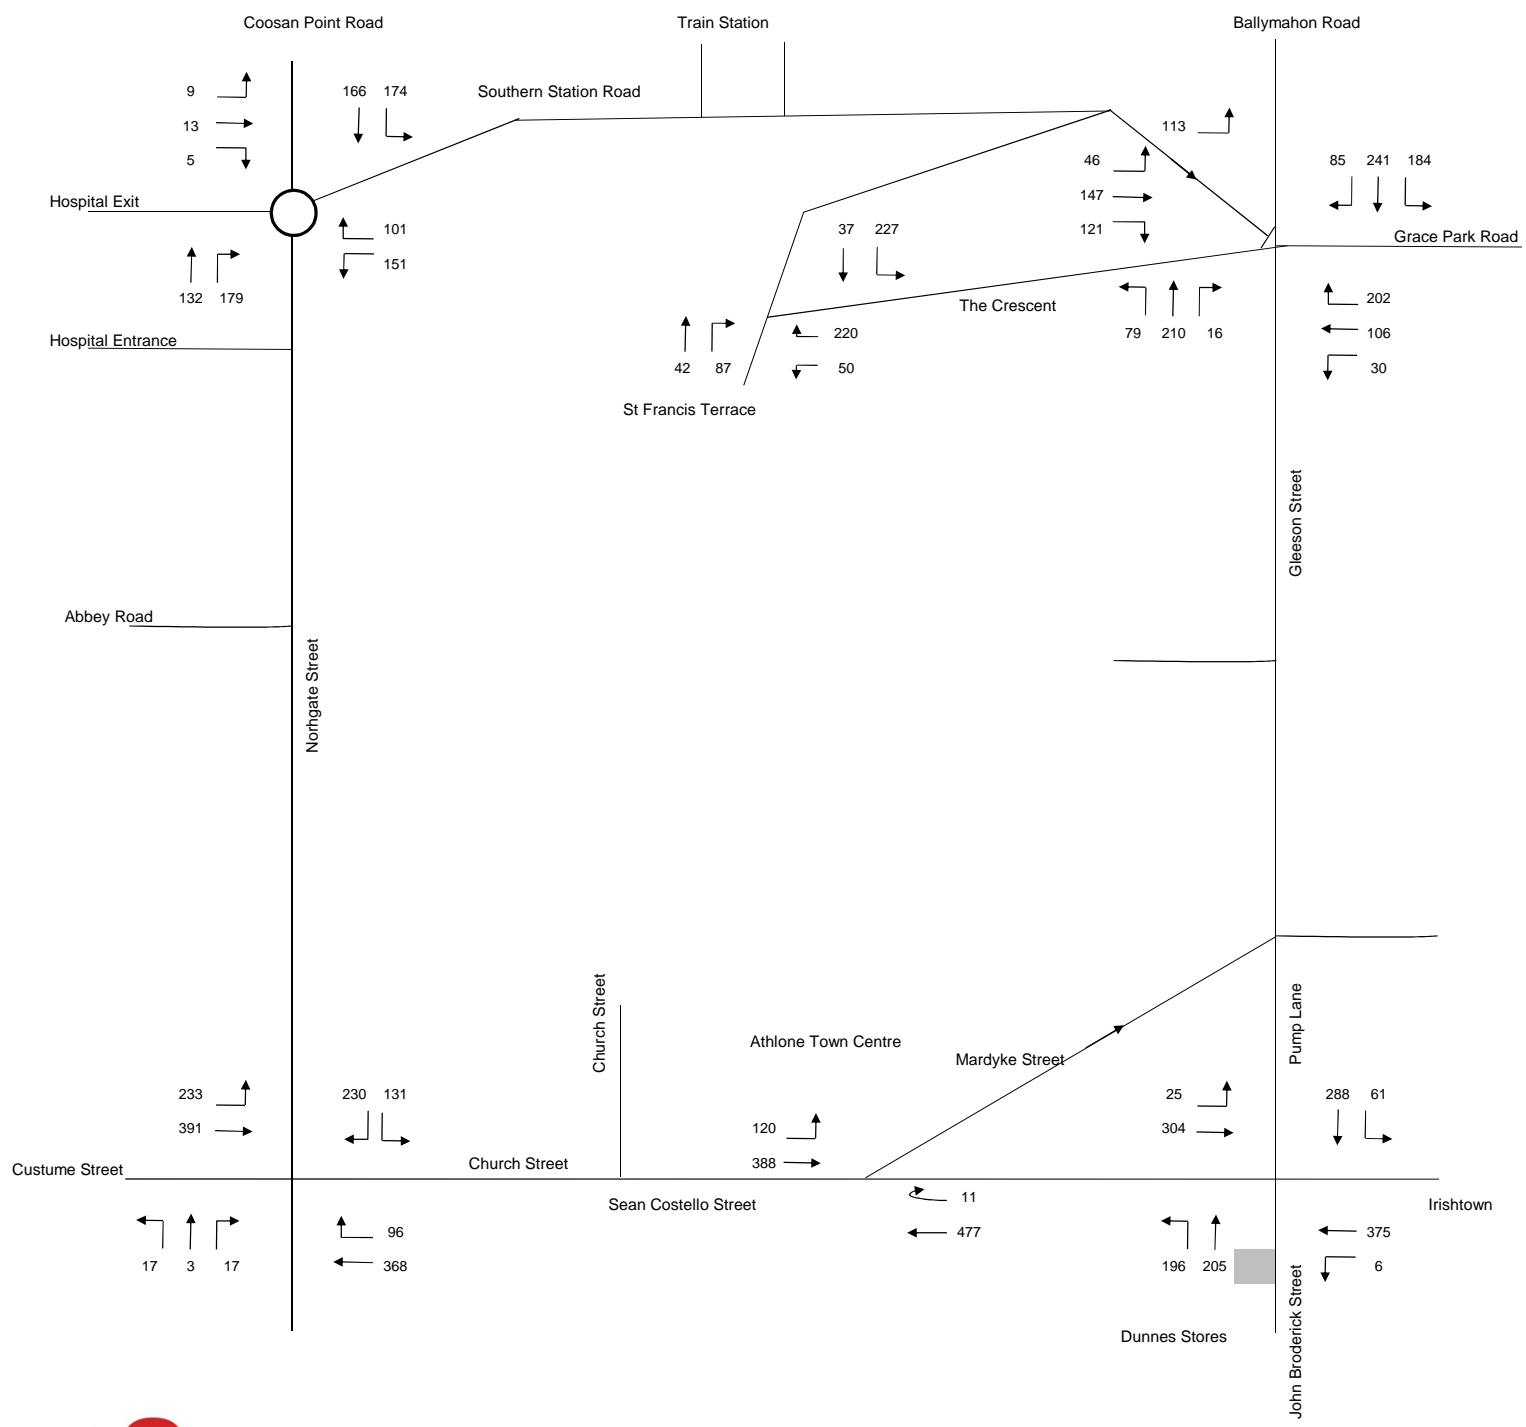 Coosan Point Road
Train Station
Ballymahon Road
9
166 174
Southern Station Road
13
113
5
46
85 241 184
147
Hospital Exit
101
37 227
121
Grace Park Road
151
132 179
The Crescent
202
Hospital Entrance
220
79 210 16
106
42 87
50
30
St Francis Terrace
Gleeson Street
Abbey Road
Norhgate Street
Church Street
Pump Lane
Athlone Town Centre
Mardyke Street
233
230 131
25
288 61
391
120
304
388
Custume Street
Church Street
Sean Costello Street
11
Irishtown
96
477
375
17 3 17
368
196 205
6
John Broderick Street
Dunnes Stores